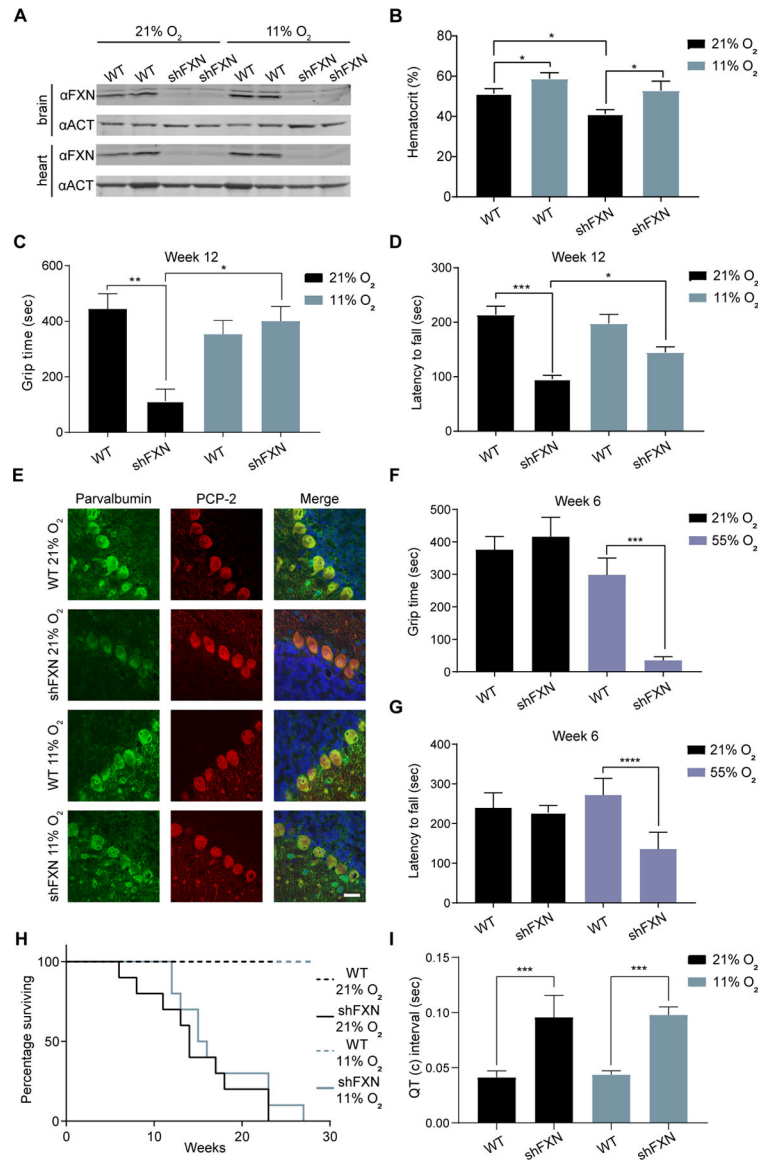 A
21% O2
11% O2
WT
WT
shFXN
shFXN
WT
WT
shFXN
shFXN
brain
αFXN
αACT
heart
αFXN
αACT
B
Hematocrit (%)
80
60
40
20
0
*
*
*
WT
WT
shFXN
shFXN
21% O2
11% O2
C
Week 12
Grip time (sec)
600
400
200
0
**
*
WT
shFXN
WT
shFXN
21% O2
11% O2
D
Week 12
Latency to fall (sec)
300
200
100
0
***
*
WT
shFXN
WT
shFXN
21% O2
11% O2
E
Parvalbumin
PCP-2
Merge
WT 21% O2
shFXN 21% O2
WT 11% O2
shFXN 11% O2
F
Week 6
Grip time (sec)
500
400
300
200
100
0
***
WT
shFXN
WT
shFXN
21% O2
55% O2
G
Week 6
Latency to fall (sec)
400
300
200
100
0
****
WT
shFXN
WT
shFXN
21% O2
55% O2
H
Percentage surviving
100
50
0
0
10
20
30
Weeks
WT
21% O2
shFXN
21% O2
WT
11% O2
shFXN
11% O2
I
QT (c) interval (sec)
0.15
0.10
0.05
0.00
***
***
WT
shFXN
WT
shFXN
21% O2
11% O2